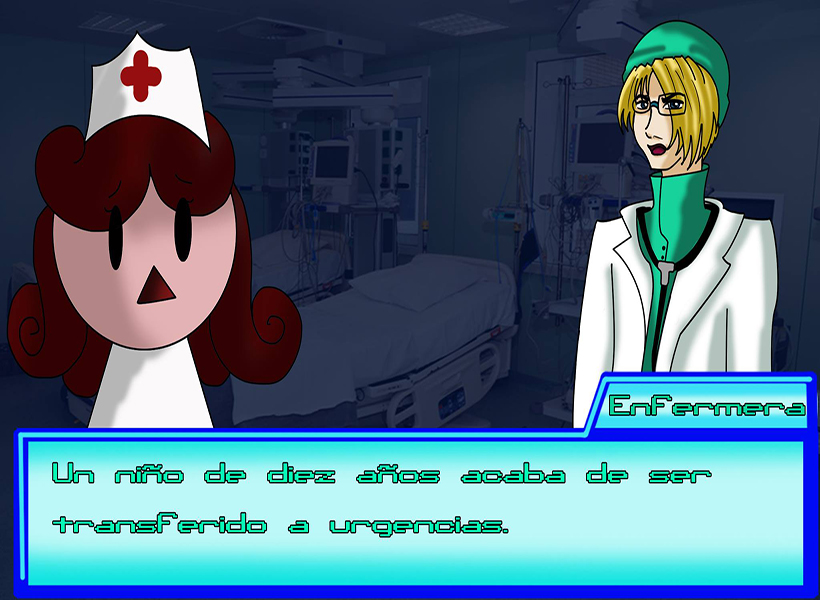 Enfermera
Un niño de diez años acaba de ser
transferido a urgencias.